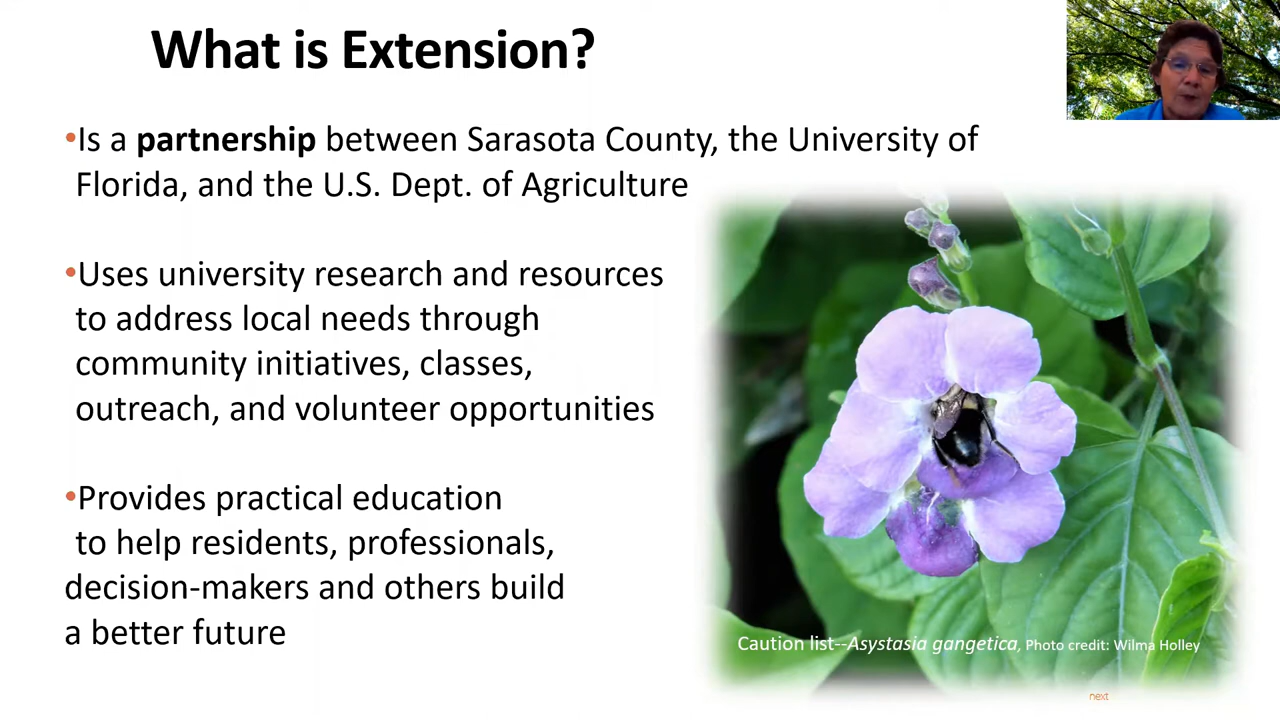 What is Extension?
•Is a partnership between Sarasota County, the University of
Florida, and the U.S. Dept. of Agriculture
•Uses university research and resources
to address local needs through
community initiatives, classes,
outreach, and volunteer opportunities
•Provides practical education
to help residents, professionals,
decision-makers and others build
a better future
Caution list--Asystasia gangetica, Photo credit: Wilma Holley
next